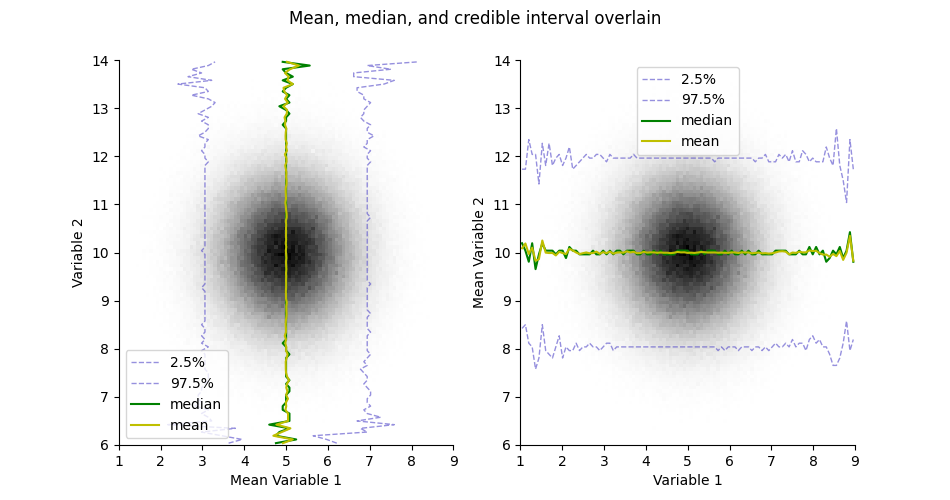 Mean, median, and credible interval overlain
14
13
12
11
10
9
8
7
6
Variable 2
2.5%
97.5%
median
mean
1 2 3 4 5 6 7 8 9
Mean Variable 1
14
13
12
11
10
9
8
7
6
Mean Variable 2
2.5%
97.5%
median
mean
1 2 3 4 5 6 7 8 9
Variable 1